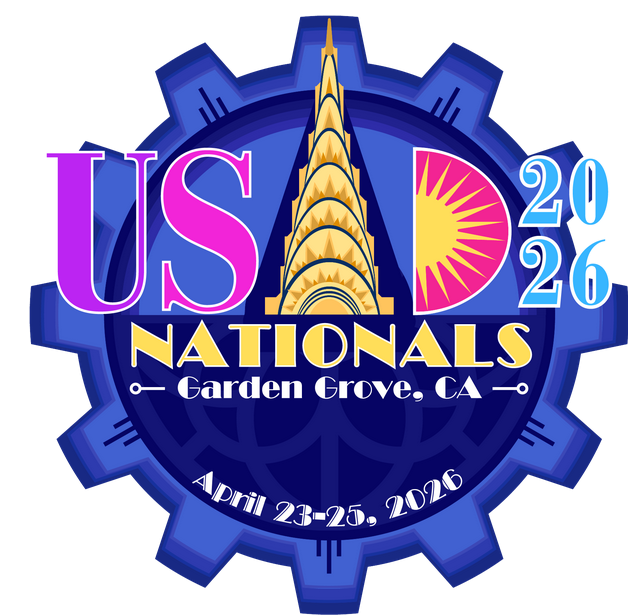 USAD
2026
NATIONALS
Garden Grove, CA
April 23-25, 2026